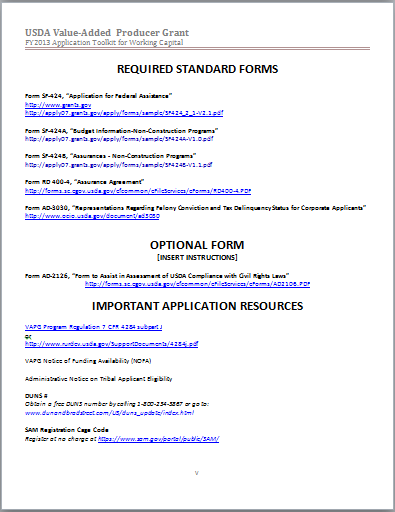 USDA Value-Added Producer Grant
FY2013 Application Toolkit for Working Capital
REQUIRED STANDARD FORMS
Form SF-424, "Application for Federal Assistance"
http://www.grants.gov
http://apply07.grants.gov/apply/forms/sample/SF424_2_1-V2.1.pdf
Form SF-424A, "Budget Information-Non-Construction Programs"
http://apply07.grants.gov/apply/forms/sample/SF424A-V1.0.pdf
Form SF-424B, "Assurances - Non-Construction Programs"
http://apply07.grants.gov/apply/forms/sample/SF424B-V1.1.pdf
Form RD 400-4, "Assurance Agreement"
http://forms.sc.egov.usda.gov/efcommon/eFileServices/eForms/RD400-4.PDF
Form AD-3030, "Representations Regarding Felony Conviction and Tax Delinquency Status for Corporate Applicants"
http://www.ocio.usda.gov/document/ad3030
OPTIONAL FORM
[INSERT INSTRUCTIONS]
Form AD-2126, "Form to Assist in Assessment of USDA Compliance with Civil Rights Laws"
http://forms.sc.egov.usda.gov/efcommon/eFileServices/eForms/AD2106.PDF
IMPORTANT APPLICATION RESOURCES
VAPG Program Regulation 7 CFR 4284 subpart J
or
http://www.rurdev.usda.gov/SupportDocuments/4284j.pdf
VAPG Notice of Funding Availability (NOFA)
Administrative Notice on Tribal Applicant Eligibility
DUNS #
Obtain a free DUNS number by calling 1-800-234-3867 or go to:
www.dunandbradstreet.com/US/duns_update/index.html
SAM Registration Cage Code
Register at no charge at https://www.sam.gov/portal/public/SAM/
v